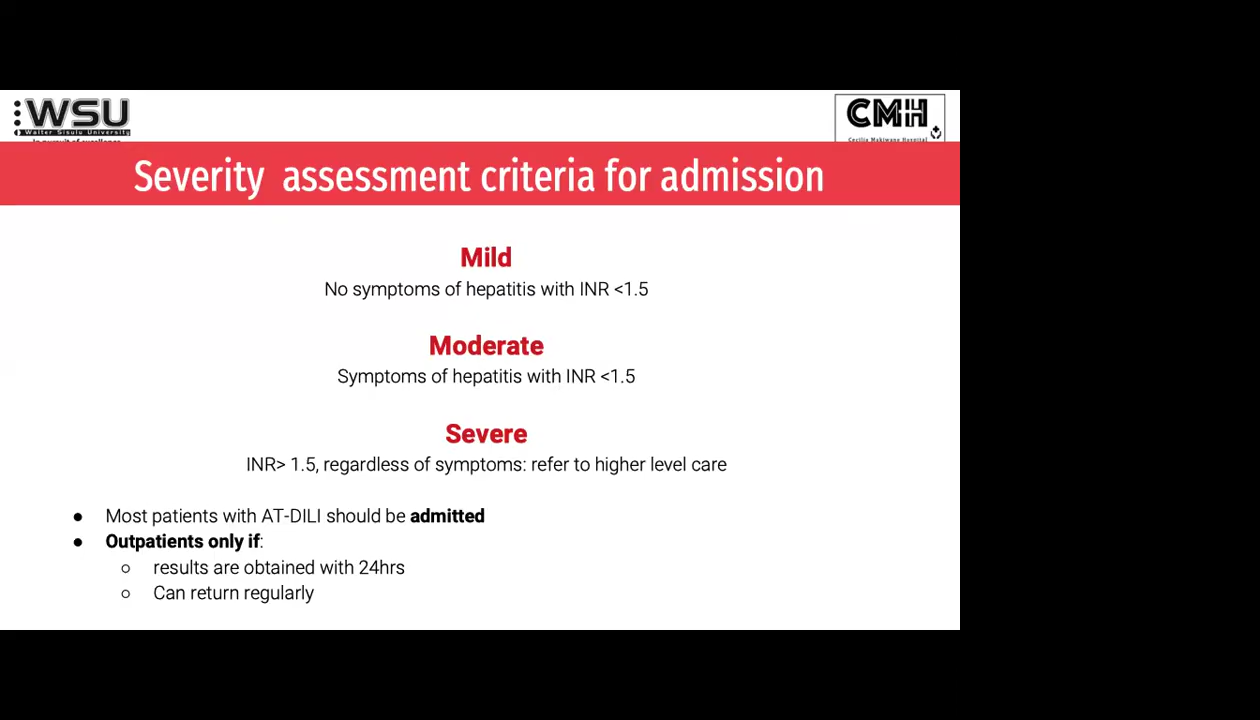 WSU
Walter Sisulu University
CMH
Cecilia Makiwane Hospital
Severity assessment criteria for admission
Mild
No symptoms of hepatitis with INR <1.5
Moderate
Symptoms of hepatitis with INR <1.5
Severe
INR> 1.5, regardless of symptoms: refer to higher level care
● Most patients with AT-DILI should be admitted
● Outpatients only if:
○ results are obtained with 24hrs
○ Can return regularly